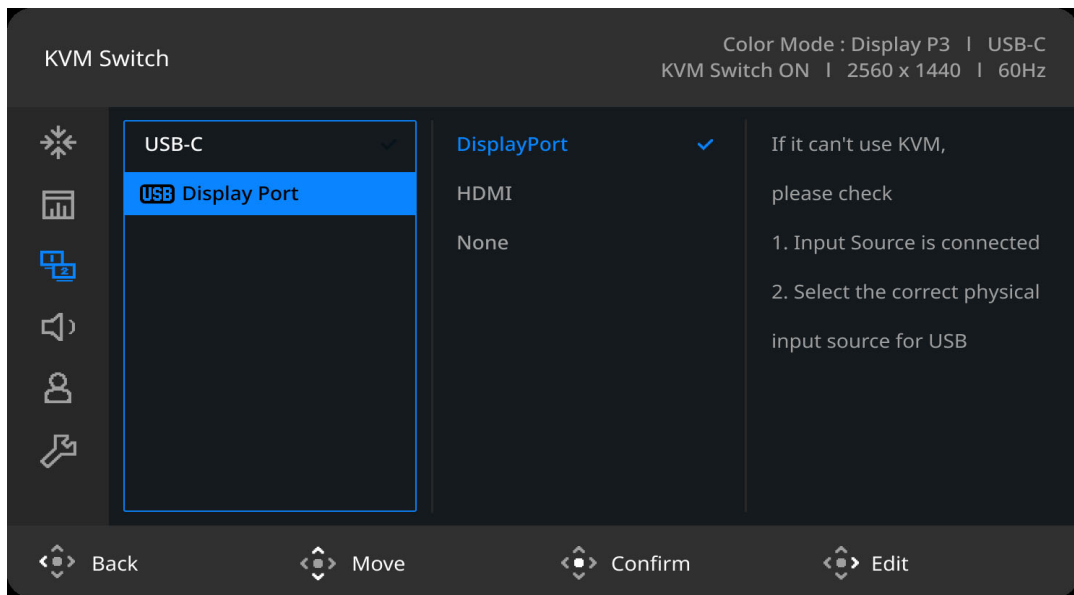 KVM Switch
Color Mode : Display P3 | USB-C
KVM Switch ON | 2560 x 1440 | 60Hz
USB-C
USB Display Port
DisplayPort
HDMI
None
If it can't use KVM,
please check
1. Input Source is connected
2. Select the correct physical
input source for USB
1
2
Back
Move
Confirm
Edit